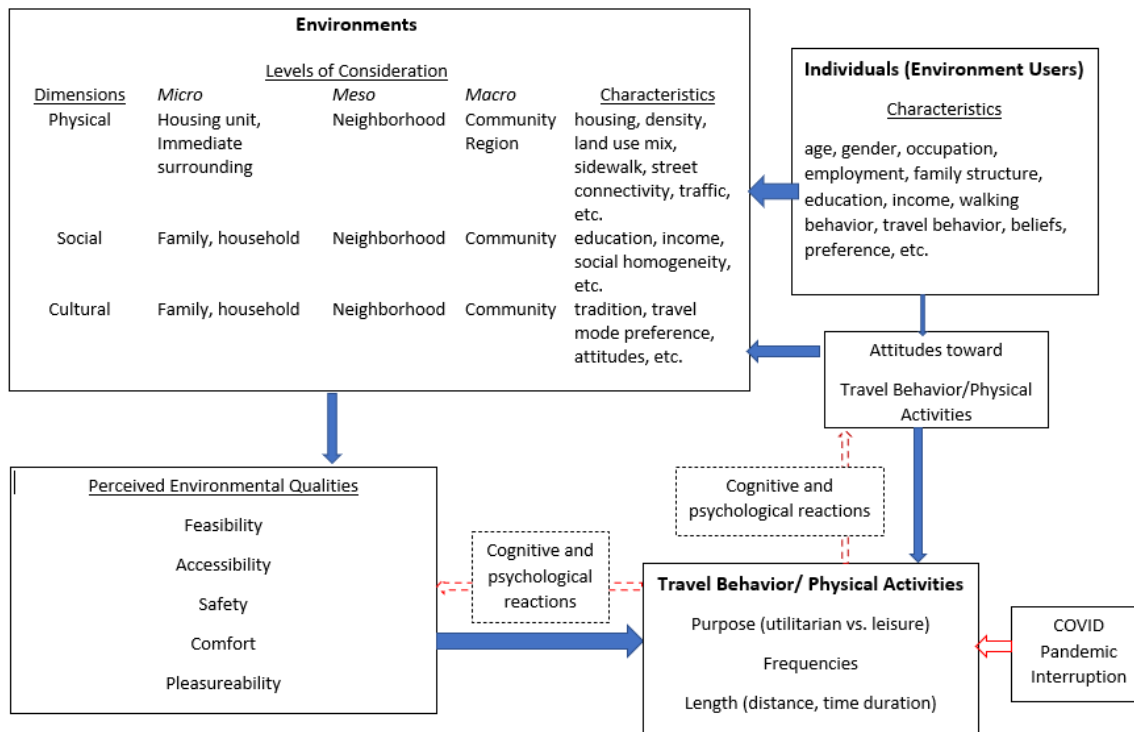 Environments
Levels of Consideration
Dimensions Micro Meso Macro Characteristics
Physical Housing unit, Neighborhood Community housing, density,
Immediate Region land use mix,
surrounding sidewalk, street
connectivity, traffic,
etc.
Social Family, household Neighborhood Community education, income,
social homogeneity,
etc.
Cultural Family, household Neighborhood Community tradition, travel
mode preference,
attitudes, etc.
Individuals (Environment Users)
Characteristics
age, gender, occupation,
employment, family structure,
education, income, walking
behavior, travel behavior, beliefs,
preference, etc.
Attitudes toward
Travel Behavior/Physical
Activities
Perceived Environmental Qualities
Feasibility
Accessibility
Safety
Comfort
Pleasureability
Cognitive and
psychological
reactions
Cognitive and
psychological reactions
Travel Behavior/ Physical Activities
Purpose (utilitarian vs. leisure)
Frequencies
Length (distance, time duration)
COVID
Pandemic
Interruption